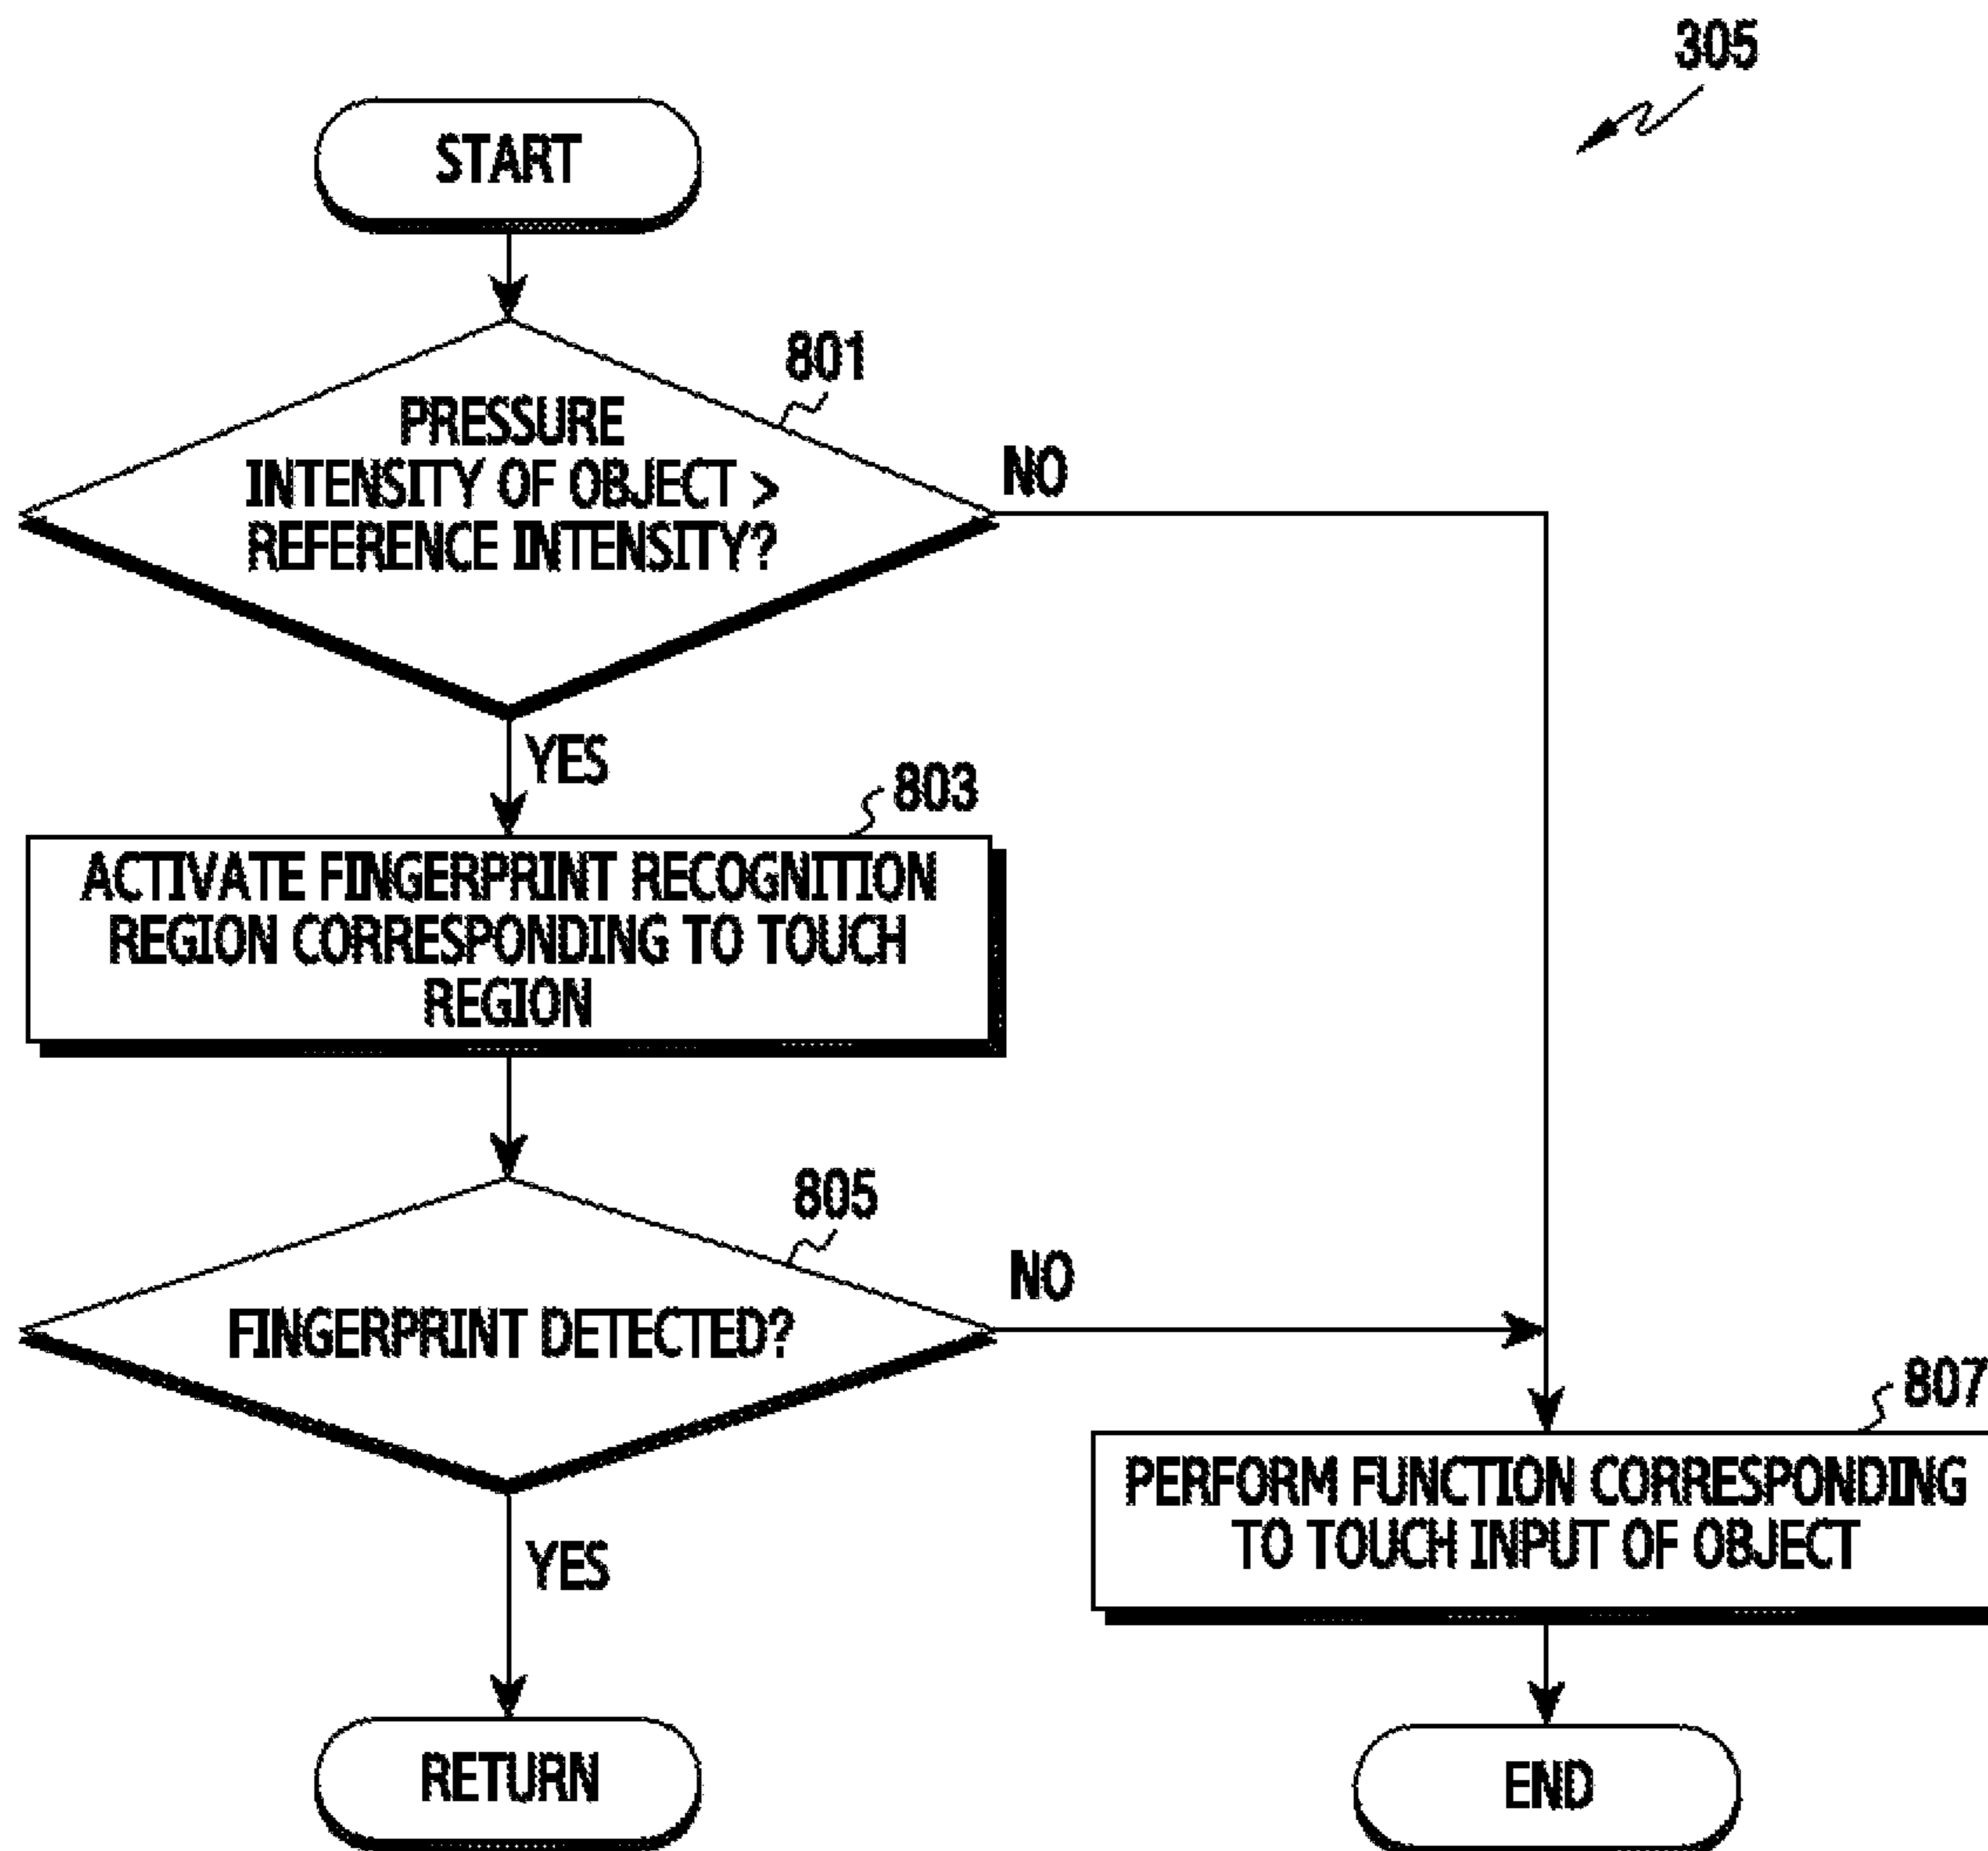 305
START
801
PRESSURE
INTENSITY OF OBJECT >
REFERENCE INTENSITY?
NO
YES
803
ACTIVATE FINGERPRINT RECOGNITION
REGION CORRESPONDING TO TOUCH
REGION
805
FINGERPRINT DETECTED?
NO
YES
807
PERFORM FUNCTION CORRESPONDING
TO TOUCH INPUT OF OBJECT
RETURN
END